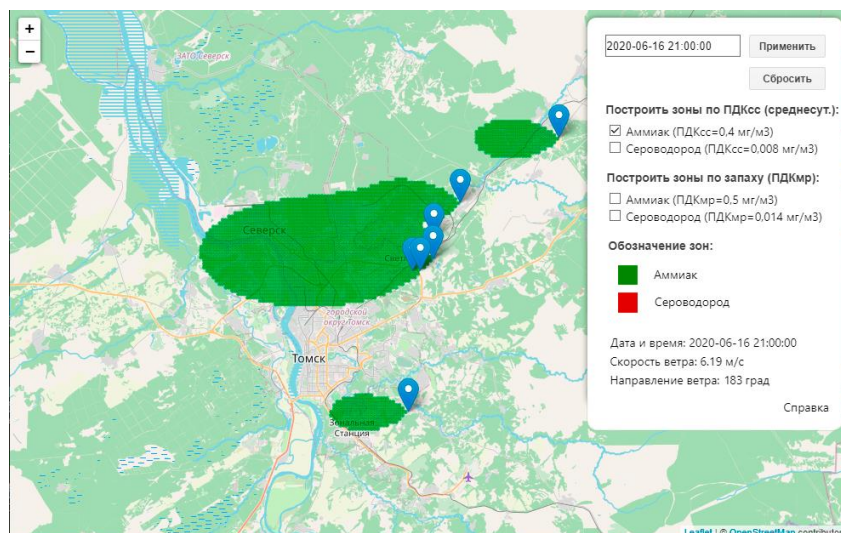 +
−
ЗАТО Северск
Северск
Свет
городской
округ Томск
Томск
Зональная
Станция
2020-06-16 21:00:00
Применить
Сбросить
Построить зоны по ПДКсс (среднесут.):
Аммиак (ПДКсс=0,4 мг/м3)
Сероводород (ПДКсс=0,008 мг/м3)
Построить зоны по запаху (ПДКмр):
Аммиак (ПДКмр=0,5 мг/м3)
Сероводород (ПДКмр=0,014 мг/м3)
Обозначение зон:
Аммиак
Сероводород
Дата и время: 2020-06-16 21:00:00
Скорость ветра: 6.19 м/с
Направление ветра: 183 град
Справка
Leaflet | © OpenStreetMap contributor